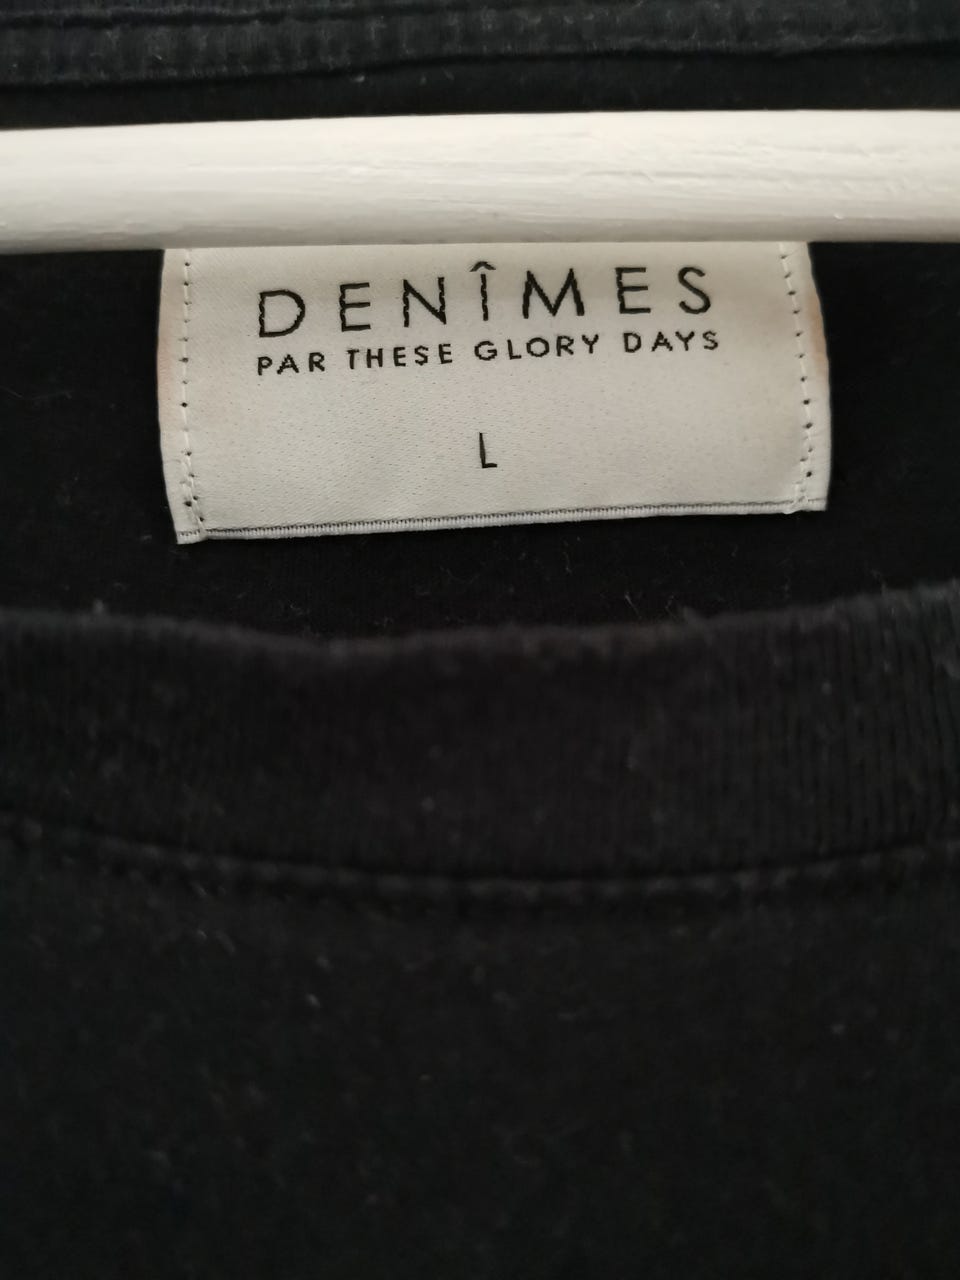 DENÎMES
PAR THESE GLORY DAYS
L